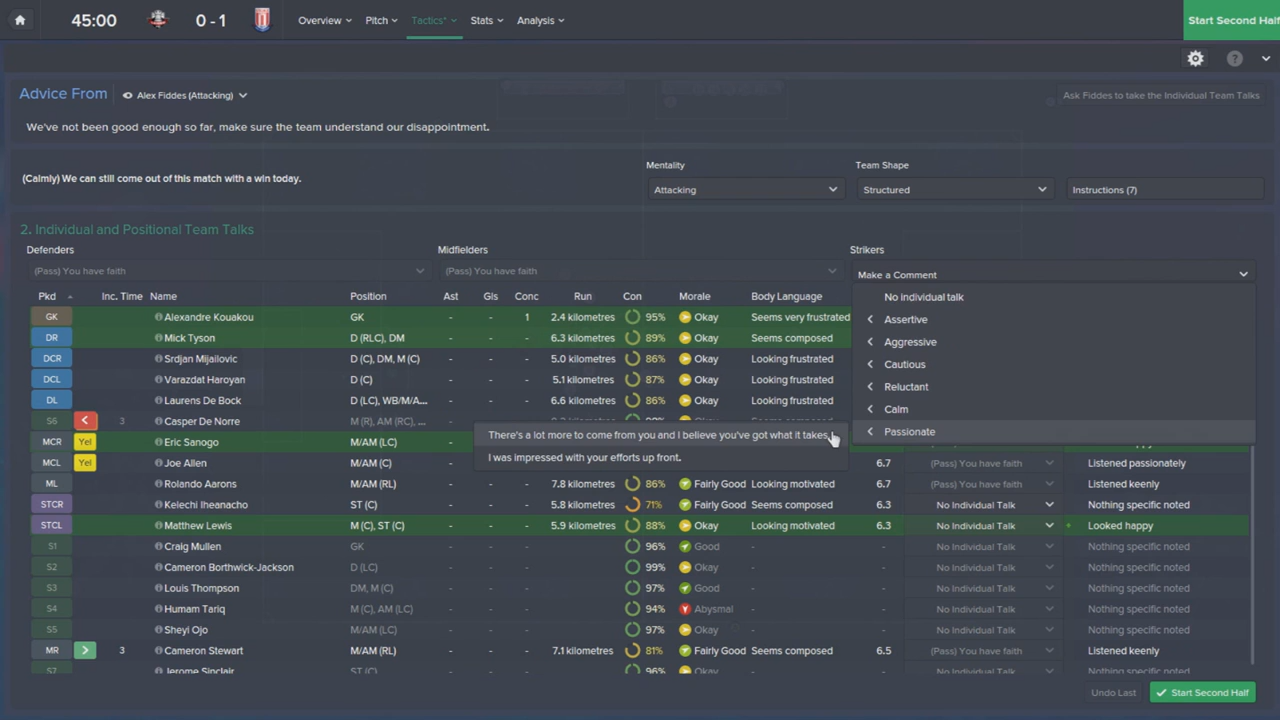 45:00 0 - 1 Overview Pitch Tactics* Stats Analysis Start Second Half
?
Advice From Alex Fiddes (Attacking) Ask Fiddes to take the Individual Team Talks
We've not been good enough so far, make sure the team understand our disappointment.
Mentality Team Shape
(Calmly) We can still come out of this match with a win today.
Attacking Structured Instructions (7)
2. Individual and Positional Team Talks
Defenders Midfielders Strikers
(Pass) You have faith (Pass) You have faith Make a Comment
Pkd Inc. Time Name Position Ast Gls Conc Run Con Morale Body Language No individual talk
GK Alexandre Kouakou GK - - 1 2.4 kilometres 95% Okay Seems very frustrated Assertive
DR Mick Tyson D (RLC), DM - - - 6.3 kilometres 89% Okay Seems composed Aggressive
DCR Srdjan Mijailovic D (C), DM, M (C) - - - 5.0 kilometres 86% Okay Looking frustrated Cautious
DCL Varazdat Haroyan D (C) - - - 5.1 kilometres 87% Okay Looking frustrated Reluctant
DL Laurens De Bock D (LC), WB/M/A... - - - 6.6 kilometres 86% Okay Looking frustrated Calm
S6 3 Casper De Norre M (R), AM (RC),... Passionate
MCR Yel Eric Sanogo M/AM (LC) - There's a lot more to come from you and I believe you've got what it takes.
I was impressed with your efforts up front.
MCL Yel Joe Allen M/AM (C) - 6.7 (Pass) You have faith Listened passionately
ML Rolando Aarons M/AM (RL) - - - 7.8 kilometres 86% Fairly Good Looking motivated 6.7 (Pass) You have faith Listened keenly
STCR Kelechi Iheanacho ST (C) - - - 5.8 kilometres 71% Fairly Good Seems composed 6.3 No Individual Talk Nothing specific noted
STCL Matthew Lewis M (C), ST (C) - - - 5.9 kilometres 88% Okay Looking motivated 6.3 No Individual Talk Looked happy
S1 Craig Mullen GK 96% Good - - No Individual Talk Nothing specific noted
S2 Cameron Borthwick-Jackson D (LC) 99% Okay - - No Individual Talk Nothing specific noted
S3 Louis Thompson DM, M (C) 97% Good - - No Individual Talk Nothing specific noted
S4 Humam Tariq M (C), AM (LC) 94% Abysmal - - No Individual Talk Nothing specific noted
S5 Sheyi Ojo M/AM (LC) 97% Okay - - No Individual Talk Nothing specific noted
MR 3 Cameron Stewart M/AM (RL) - - - 7.1 kilometres 81% Fairly Good Seems composed 6.5 (Pass) You have faith Listened keenly
S7 Jerome Sinclair ST (C) 96% Okay - - No Individual Talk Nothing specific noted
Undo Last Start Second Half